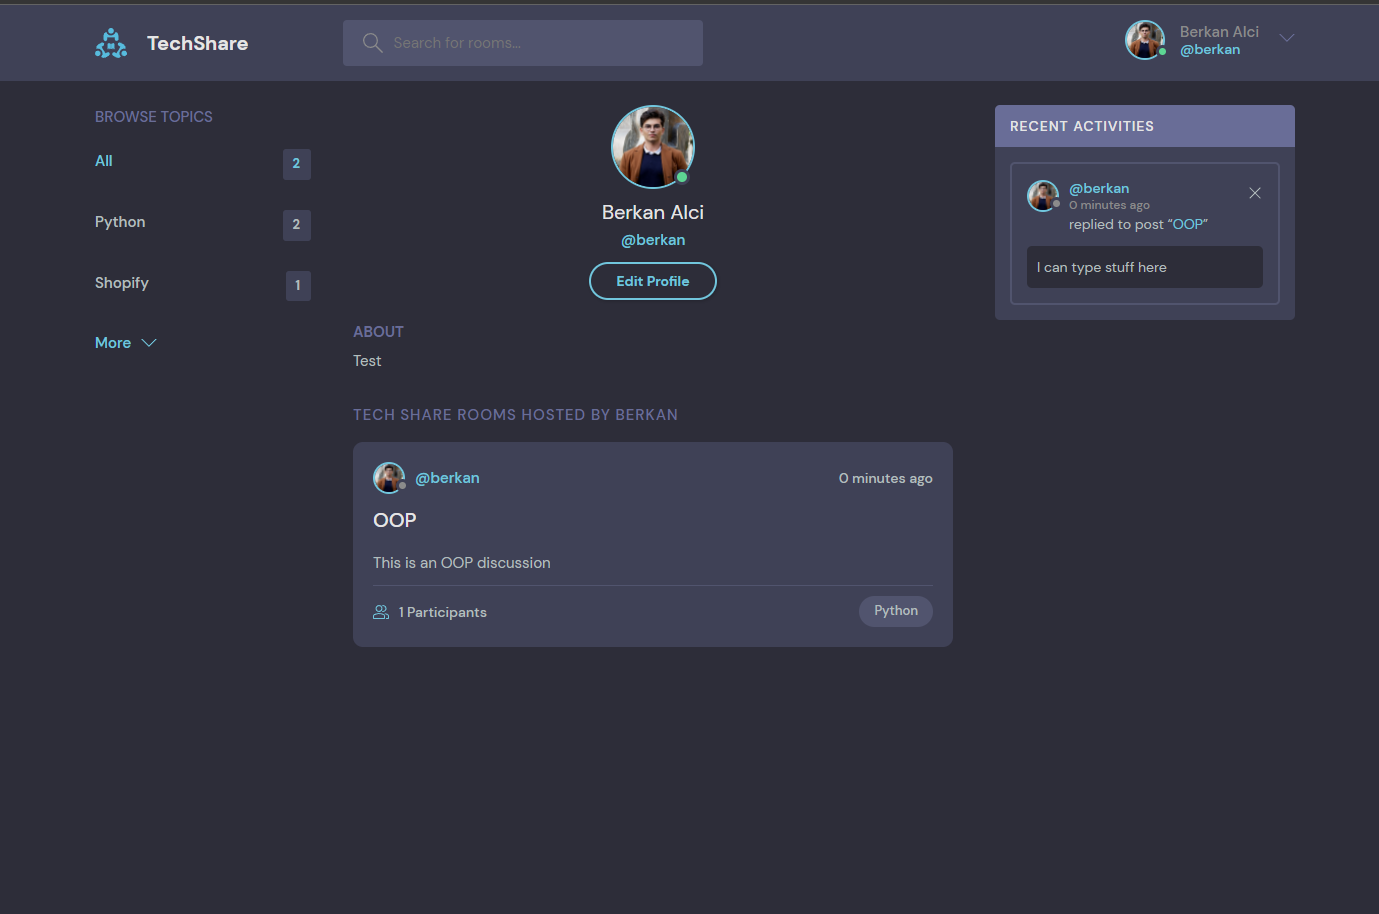 TechShare
Search for rooms...
Berkan Alci
@berkan
BROWSE TOPICS
All 2
Python 2
Shopify 1
More
Berkan Alci
@berkan
Edit Profile
ABOUT
Test
TECH SHARE ROOMS HOSTED BY BERKAN
@berkan 0 minutes ago
OOP
This is an OOP discussion
1 Participants Python
RECENT ACTIVITIES
@berkan
0 minutes ago
replied to post “OOP”
I can type stuff here